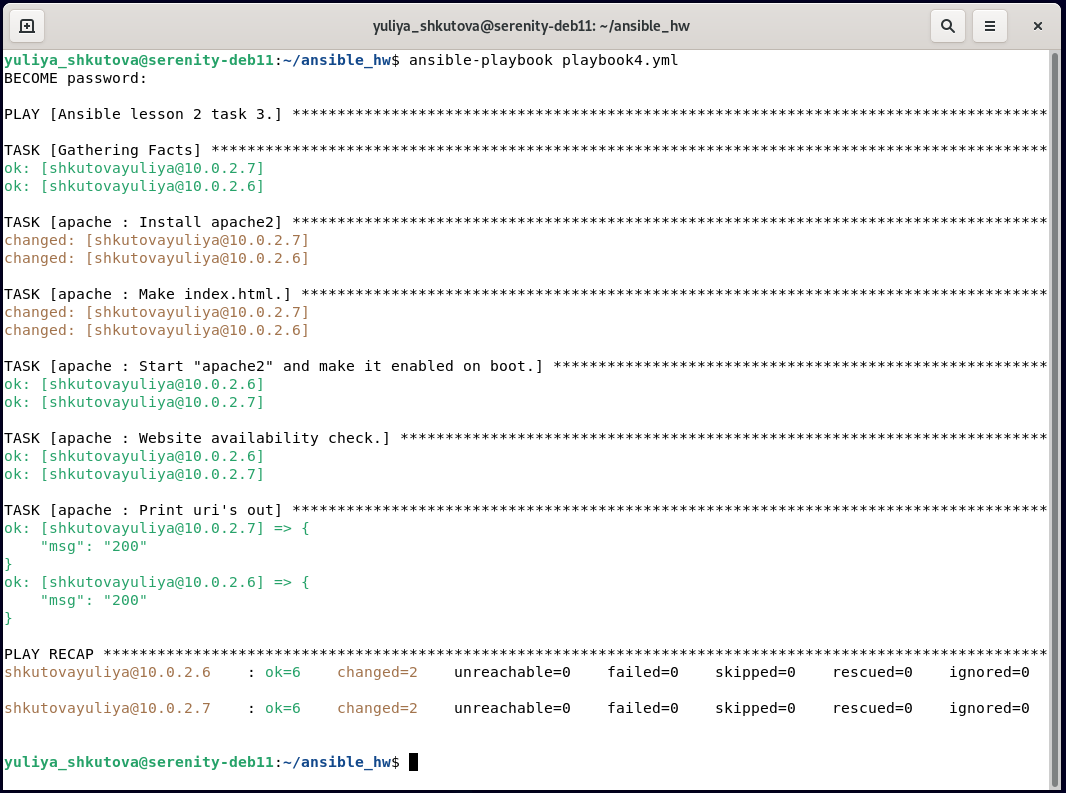 yuliya_shkutova@serenity-deb11: ~/ansible_hw
yuliya_shkutova@serenity-deb11:~/ansible_hw$ ansible-playbook playbook4.yml
BECOME password:
PLAY [Ansible lesson 2 task 3.] ************************************************************************************
TASK [Gathering Facts] *********************************************************************************************
ok: [shkutovayuliya@10.0.2.7]
ok: [shkutovayuliya@10.0.2.6]
TASK [apache : Install apache2] ************************************************************************************
changed: [shkutovayuliya@10.0.2.7]
changed: [shkutovayuliya@10.0.2.6]
TASK [apache : Make index.html.] ***********************************************************************************
changed: [shkutovayuliya@10.0.2.7]
changed: [shkutovayuliya@10.0.2.6]
TASK [apache : Start "apache2" and make it enabled on boot.] *******************************************************
ok: [shkutovayuliya@10.0.2.6]
ok: [shkutovayuliya@10.0.2.7]
TASK [apache : Website availability check.] ************************************************************************
ok: [shkutovayuliya@10.0.2.6]
ok: [shkutovayuliya@10.0.2.7]
TASK [apache : Print uri's out] ************************************************************************************
ok: [shkutovayuliya@10.0.2.7] => {
    "msg": "200"
}
ok: [shkutovayuliya@10.0.2.6] => {
    "msg": "200"
}
PLAY RECAP *********************************************************************************************************
shkutovayuliya@10.0.2.6    : ok=6    changed=2    unreachable=0    failed=0    skipped=0    rescued=0    ignored=0
shkutovayuliya@10.0.2.7    : ok=6    changed=2    unreachable=0    failed=0    skipped=0    rescued=0    ignored=0
yuliya_shkutova@serenity-deb11:~/ansible_hw$